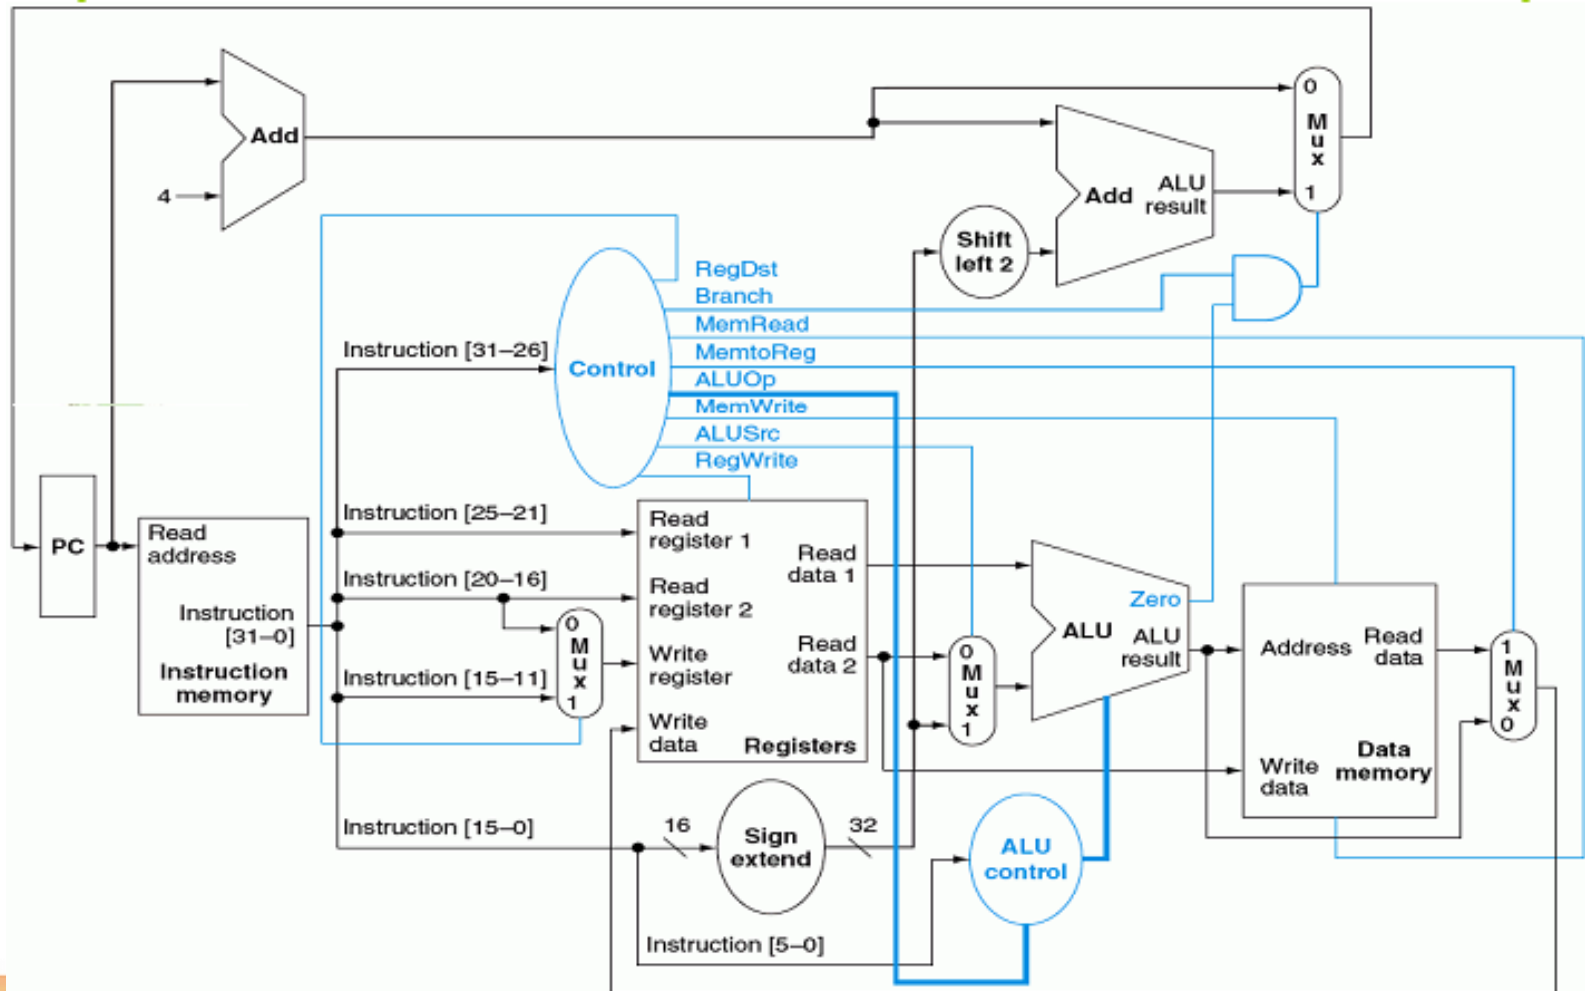 Add
4
0
Mux
1
Add
ALU
result
Shift
left 2
RegDst
Branch
MemRead
MemtoReg
ALUOp
MemWrite
ALUSrc
RegWrite
Control
Instruction [31–26]
PC
Read
address
Instruction
[31–0]
Instruction
memory
Instruction [25–21]
Instruction [20–16]
Instruction [15–11]
0
Mux
1
Read
register 1
Read
register 2
Write
register
Write
data
Read
data 1
Read
data 2
Registers
0
Mux
1
Zero
ALU
ALU
result
Address
Read
data
Write
data
Data
memory
1
Mux
0
Instruction [15–0]
16
Sign
extend
32
ALU
control
Instruction [5–0]